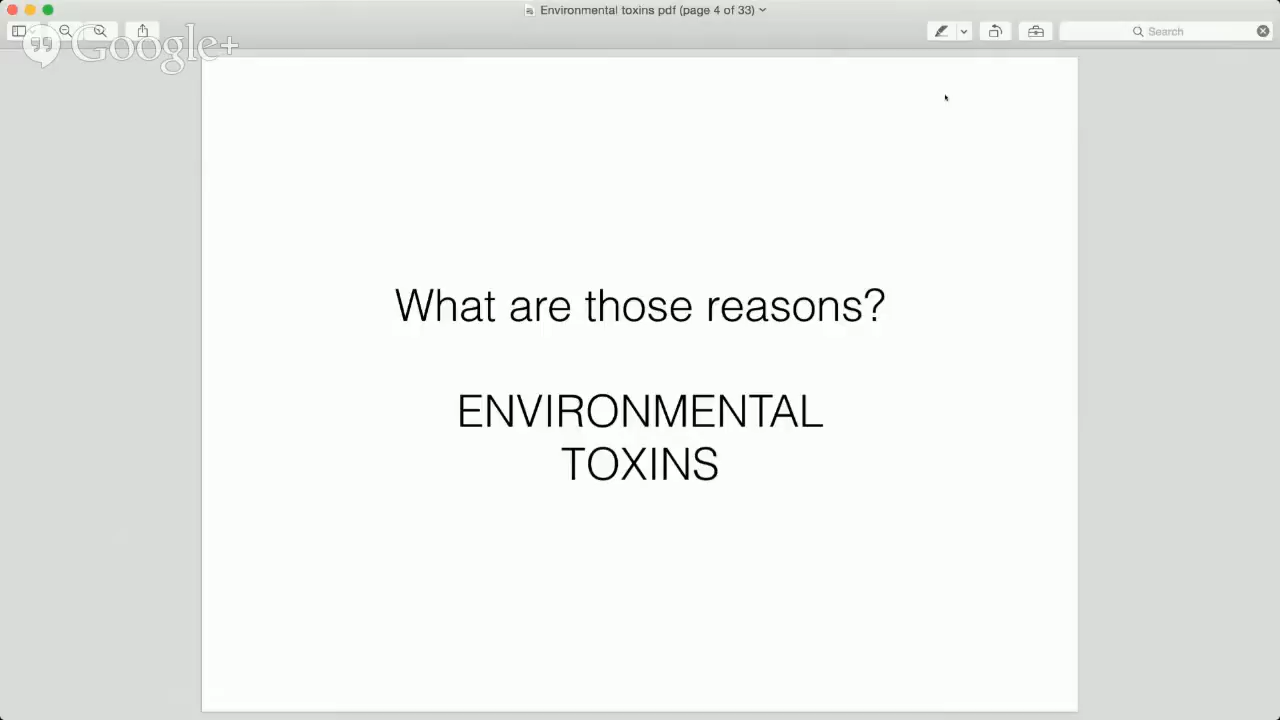 Environmental toxins pdf (page 4 of 33)
Google+
Search
What are those reasons?
ENVIRONMENTAL
TOXINS